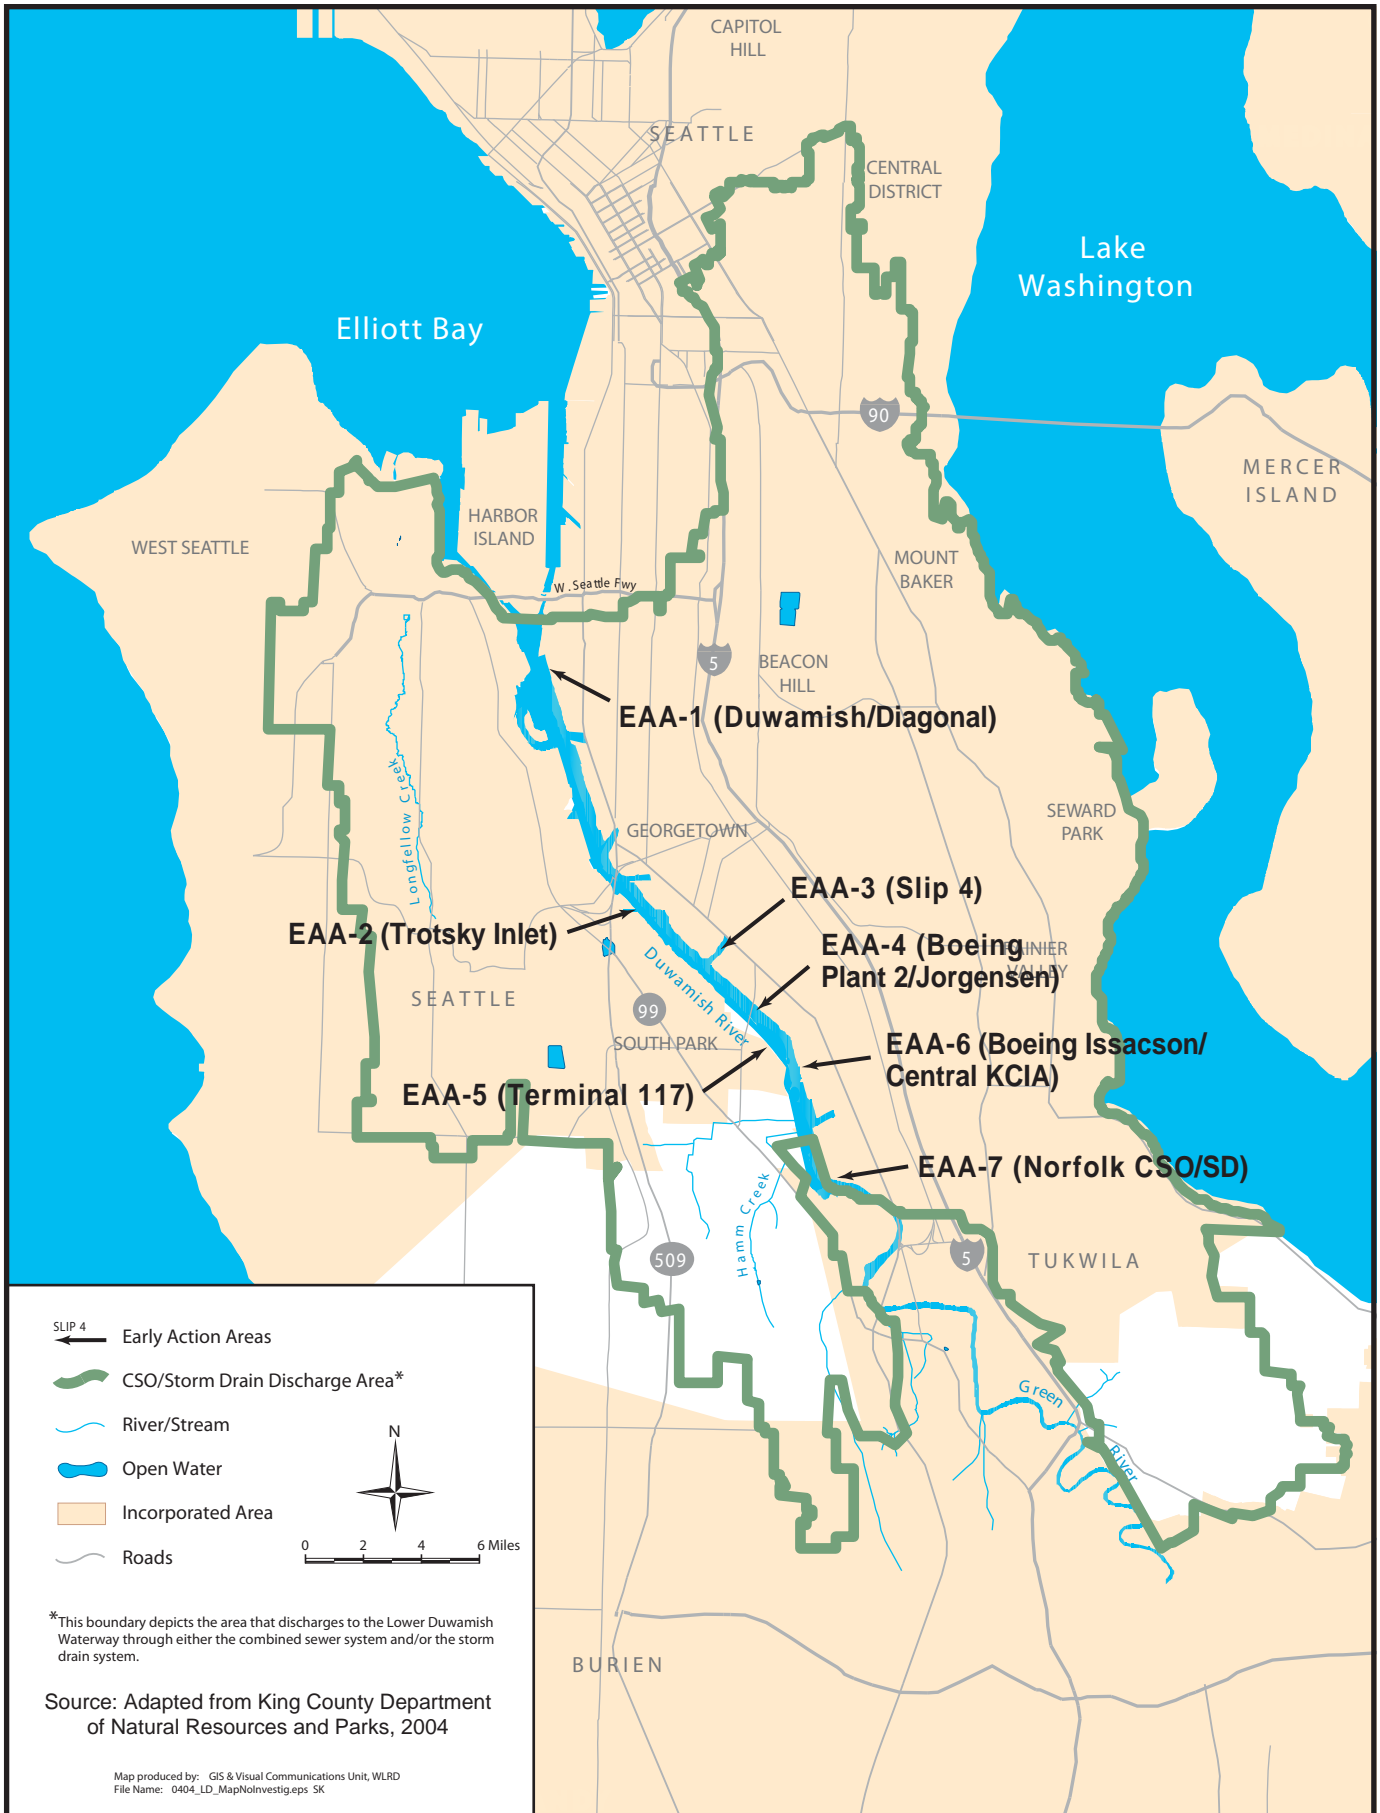 CAPITOL
HILL
SEATTLE
CENTRAL
DISTRICT
Lake
Washington
Elliott Bay
90
MERCER
ISLAND
HARBOR
ISLAND
WEST SEATTLE
MOUNT
BAKER
W. Seattle Fwy
5
BEACON
HILL
EAA-1 (Duwamish/Diagonal)
Longfellow Creek
GEORGETOWN
SEWARD
PARK
EAA-3 (Slip 4)
EAA-2 (Trotsky Inlet)
EAA-4 (Boeing
Plant 2/Jorgensen)
RAINIER
VALLEY
Duwamish River
SEATTLE
99
SOUTH PARK
EAA-6 (Boeing Issacson/
Central KCIA)
EAA-5 (Terminal 117)
EAA-7 (Norfolk CSO/SD)
Hamm Creek
509
5
TUKWILA
Green
River
BURIEN
SLIP 4
Early Action Areas
CSO/Storm Drain Discharge Area*
River/Stream
Open Water
Incorporated Area
Roads
N
0 2 4 6 Miles
*This boundary depicts the area that discharges to the Lower Duwamish
Waterway through either the combined sewer system and/or the storm
drain system.
Source: Adapted from King County Department
of Natural Resources and Parks, 2004
Map produced by: GIS & Visual Communications Unit, WLRD
File Name: 0404_LD_MapNoInvestig.eps SK